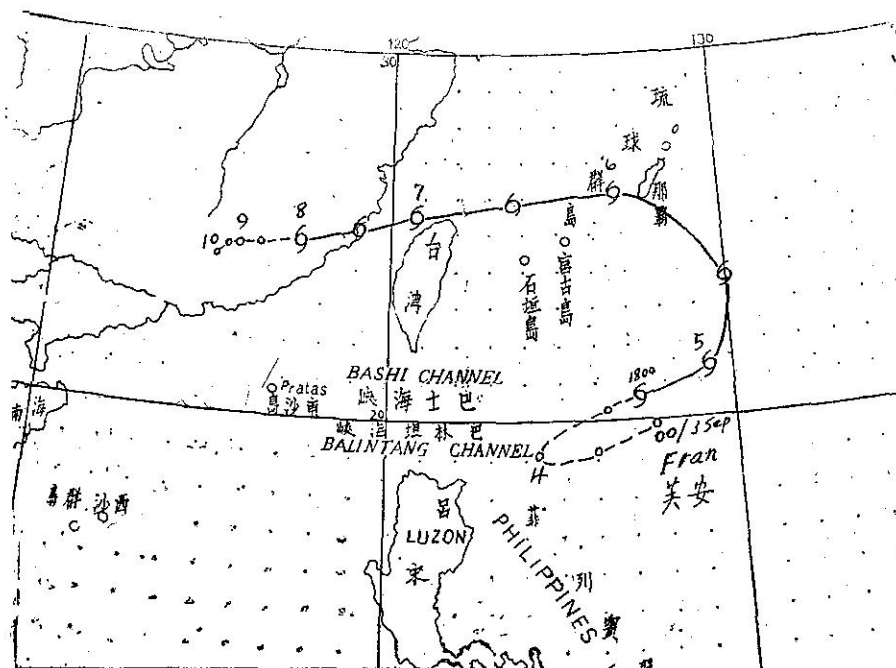 120
30
130
琉
球
群
島
6
那霸
7
8
9
10
台
灣
宮古島
石垣島
5
1800
BASHI CHANNEL
峽海士巴
Pratas
島沙東
20
峽海坦林巴
BALINTANG CHANNEL
4
00/3 Sep
Fran
芙安
海
南
島群沙西
呂
LUZON
宋
PHILIPPINES
菲
列
賓